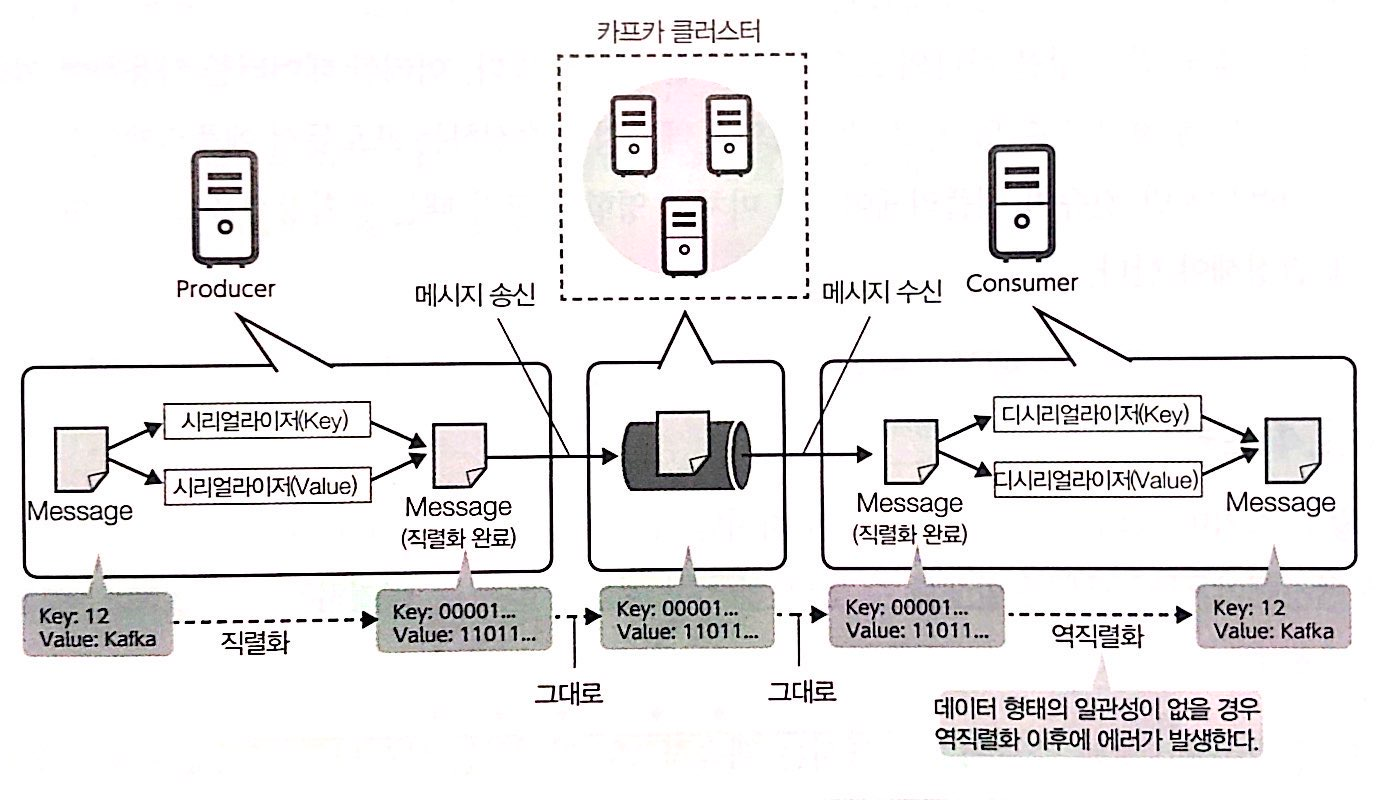 카프카 클러스터
Producer
메시지 송신
메시지 수신
Consumer
시리얼라이저(Key)
시리얼라이저(Value)
Message
Message
(직렬화 완료)
Message
(직렬화 완료)
디시리얼라이저(Key)
디시리얼라이저(Value)
Message
Key: 12
Value: Kafka
직렬화
Key: 00001...
Value: 11011...
그대로
Key: 00001...
Value: 11011...
그대로
Key: 00001...
Value: 11011...
역직렬화
Key: 12
Value: Kafka
데이터 형태의 일관성이 없을 경우
역직렬화 이후에 에러가 발생한다.